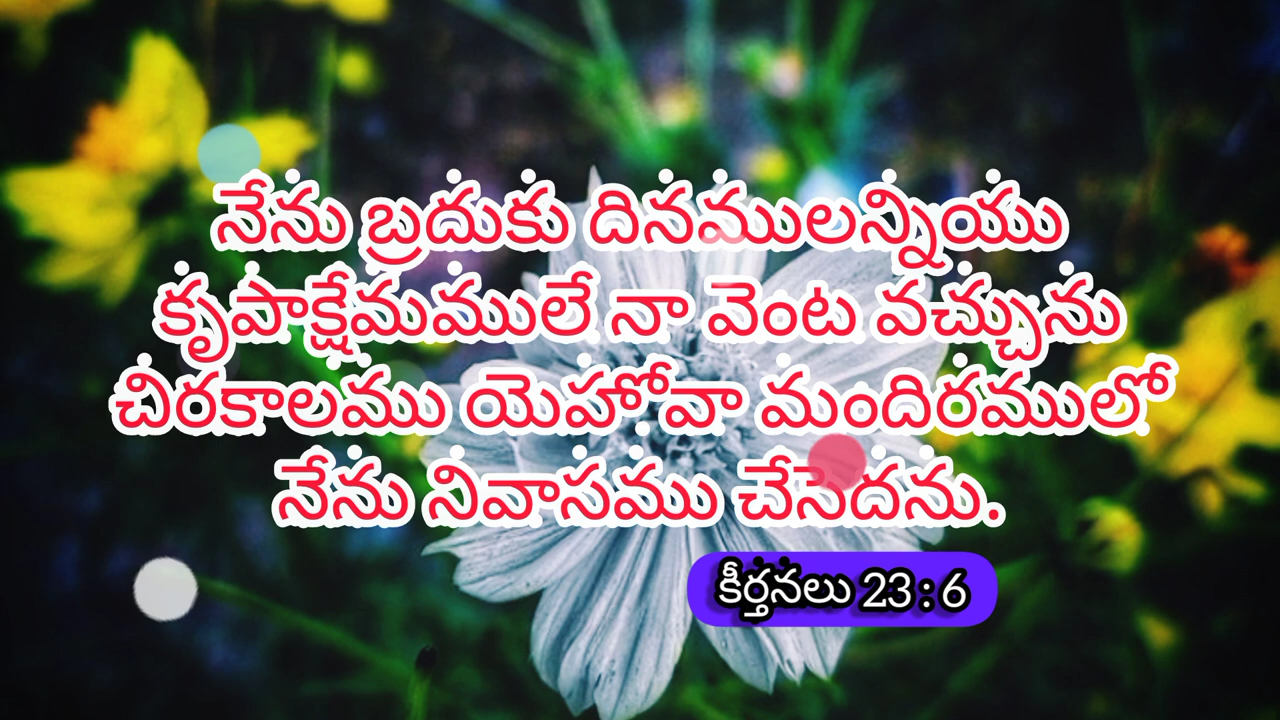 నేను బ్రదుకు దినములన్నియు
కృపాక్షేమములే నా వెంట వచ్చును
చిరకాలము యెహోవా మందిరములో
నేను నివాసము చేసెదను.
కీర్తనలు 23 : 6